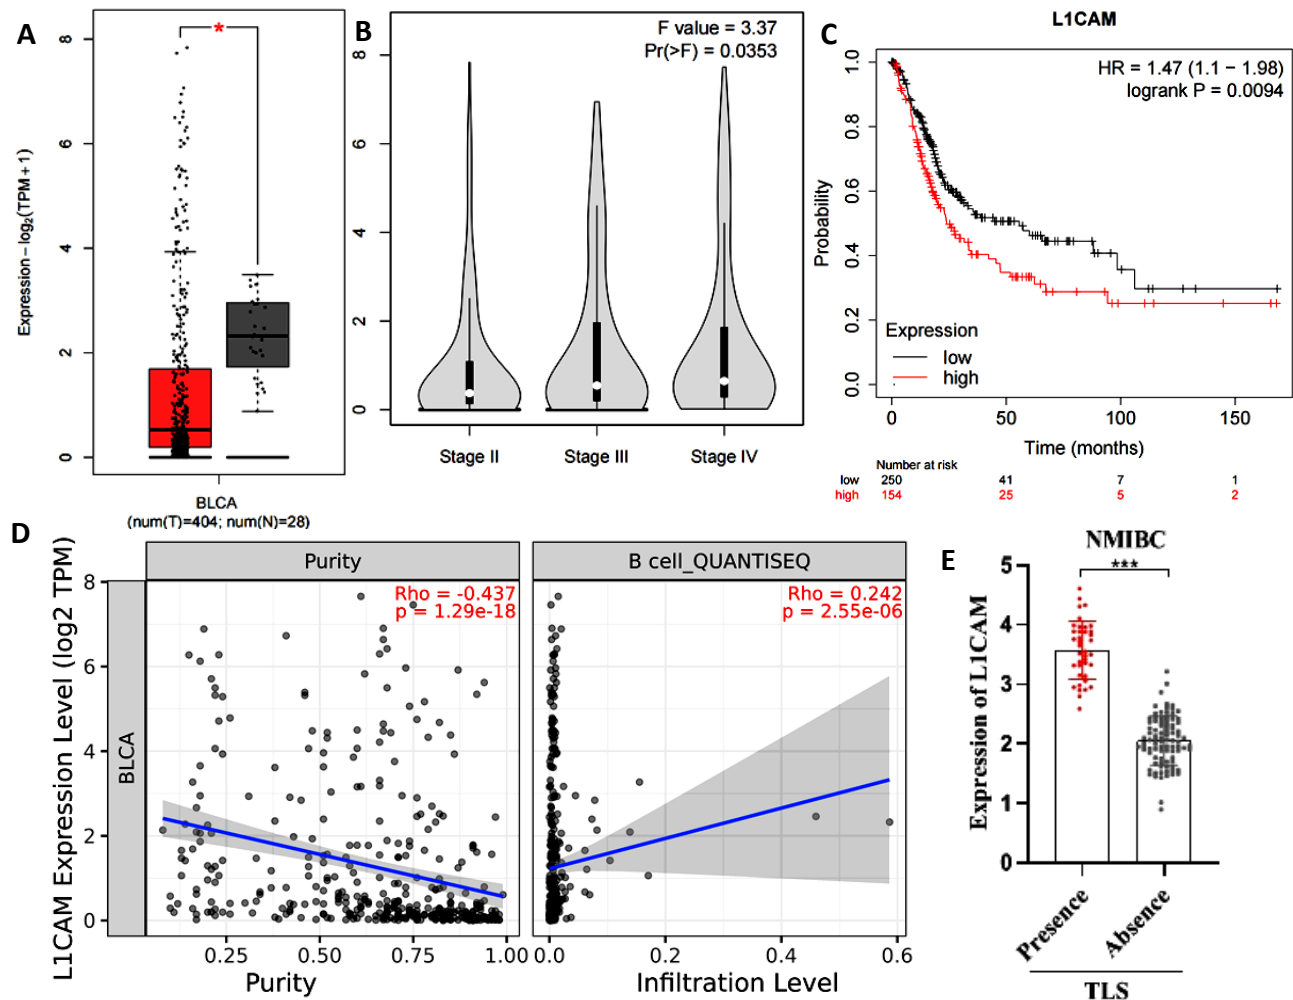 A
*
Expression – log₂(TPM + 1)
8
6
4
2
0
BLCA
(num(T)=404; num(N)=28)
B
F value = 3.37
Pr(>F) = 0.0353
8
6
4
2
0
Stage II
Stage III
Stage IV
C
L1CAM
HR = 1.47 (1.1 − 1.98)
logrank P = 0.0094
Probability
1.0
0.8
0.6
0.4
0.2
0.0
Expression
low
high
0
50
100
150
Time (months)
Number at risk
low 250 41 7 1
high 154 25 5 2
D
L1CAM Expression Level (log2 TPM)
BLCA
Purity
B cell_QUANTISEQ
Rho = -0.437
p = 1.29e-18
Rho = 0.242
p = 2.55e-06
8
6
4
2
0
0.25
0.50
0.75
1.00
0.0
0.2
0.4
0.6
Purity
Infiltration Level
E
NMIBC
***
Expression of L1CAM
5
4
3
2
1
0
Presence
Absence
TLS